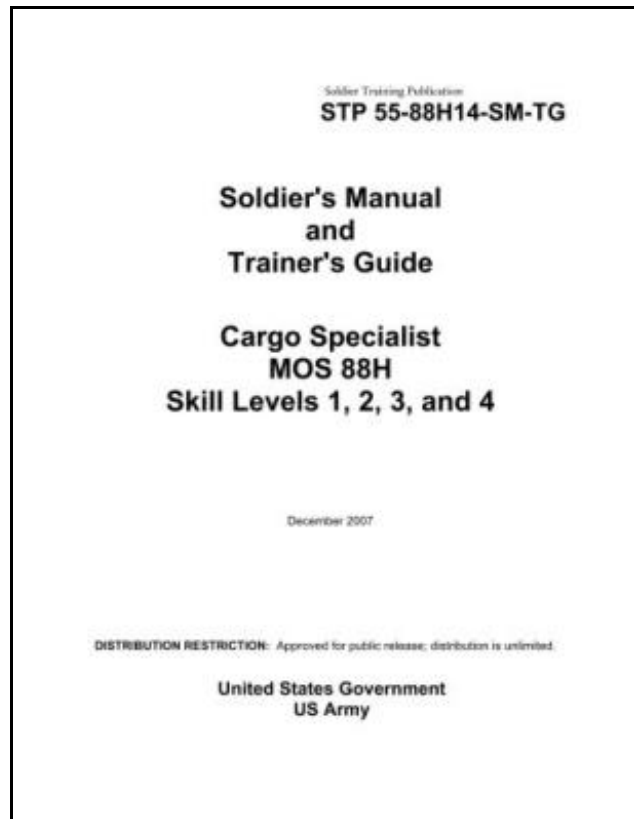 Soldier Training Publication
STP 55-88H14-SM-TG
Soldier's Manual
and
Trainer's Guide
Cargo Specialist
MOS 88H
Skill Levels 1, 2, 3, and 4
December 2007
DISTRIBUTION RESTRICTION: Approved for public release; distribution is unlimited.
United States Government
US Army